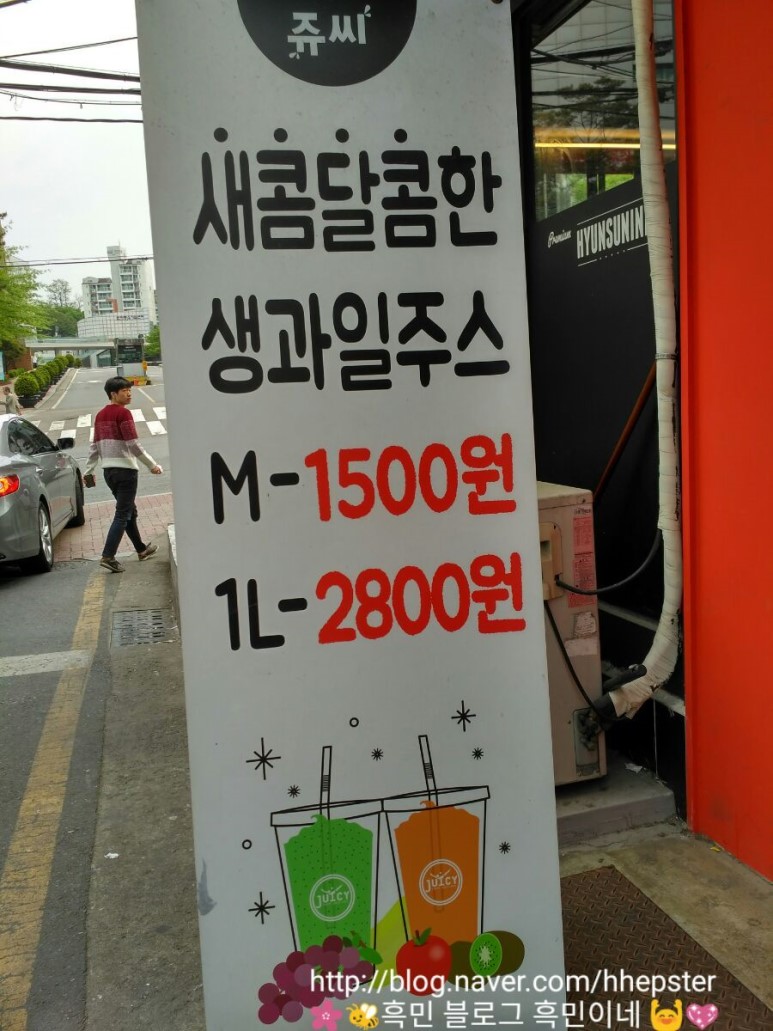 쥬씨
새콤달콤한
생과일주스
M-1500원
1L-2800원
Premium
HYUNSUNIN
JUICY
JUICY
http://blog.naver.com/hhepster
🌸🐝흑민 블로그 흑민이네 🙌💖